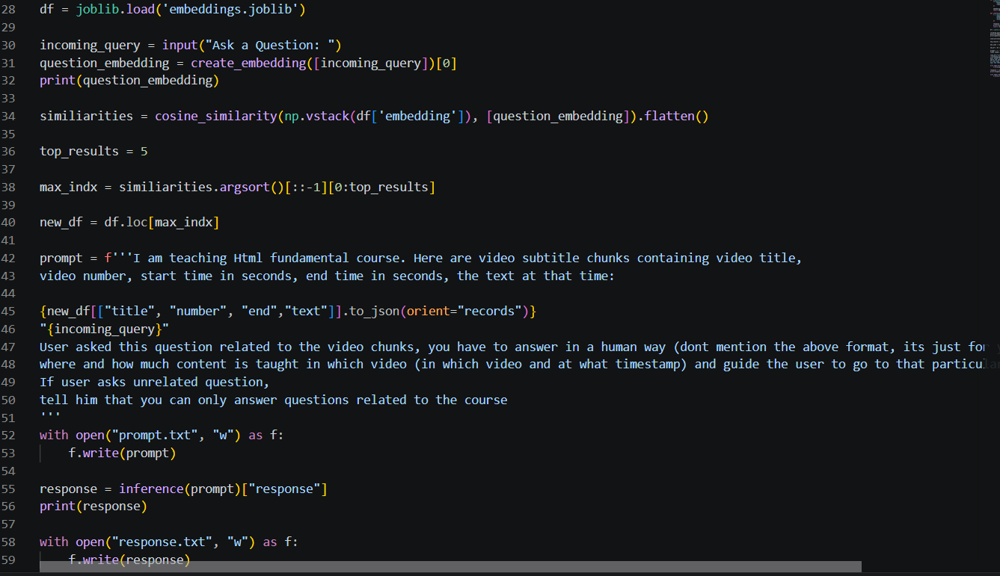 28 df = joblib.load('embeddings.joblib')
29
30 incoming_query = input("Ask a Question: ")
31 question_embedding = create_embedding([incoming_query])[0]
32 print(question_embedding)
33
34 similiarities = cosine_similarity(np.vstack(df['embedding']), [question_embedding]).flatten()
35
36 top_results = 5
37
38 max_indx = similiarities.argsort()[::-1][0:top_results]
39
40 new_df = df.loc[max_indx]
41
42 prompt = f'''I am teaching Html fundamental course. Here are video subtitle chunks containing video title,
43 video number, start time in seconds, end time in seconds, the text at that time:
44
45 {new_df[["title", "number", "end","text"]].to_json(orient="records")}
46 "{incoming_query}"
47 User asked this question related to the video chunks, you have to answer in a human way (dont mention the above format, its just for
48 where and how much content is taught in which video (in which video and at what timestamp) and guide the user to go to that particular
49 If user asks unrelated question,
50 tell him that you can only answer questions related to the course
51 '''
52 with open("prompt.txt", "w") as f:
53     f.write(prompt)
54
55 response = inference(prompt)["response"]
56 print(response)
57
58 with open("response.txt", "w") as f:
59     f.write(response)